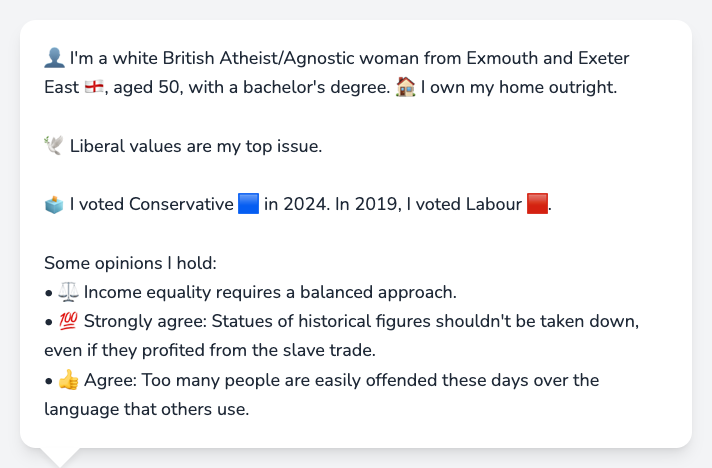 👤 I'm a white British Atheist/Agnostic woman from Exmouth and Exeter
East 🏴󠁧󠁢󠁥󠁮󠁧󠁿, aged 50, with a bachelor's degree. 🏠 I own my home outright.
🕊️ Liberal values are my top issue.
🗳️ I voted Conservative 🟦 in 2024. In 2019, I voted Labour 🟥.
Some opinions I hold:
• ⚖️ Income equality requires a balanced approach.
• 💯 Strongly agree: Statues of historical figures shouldn't be taken down,
even if they profited from the slave trade.
• 👍 Agree: Too many people are easily offended these days over the
language that others use.